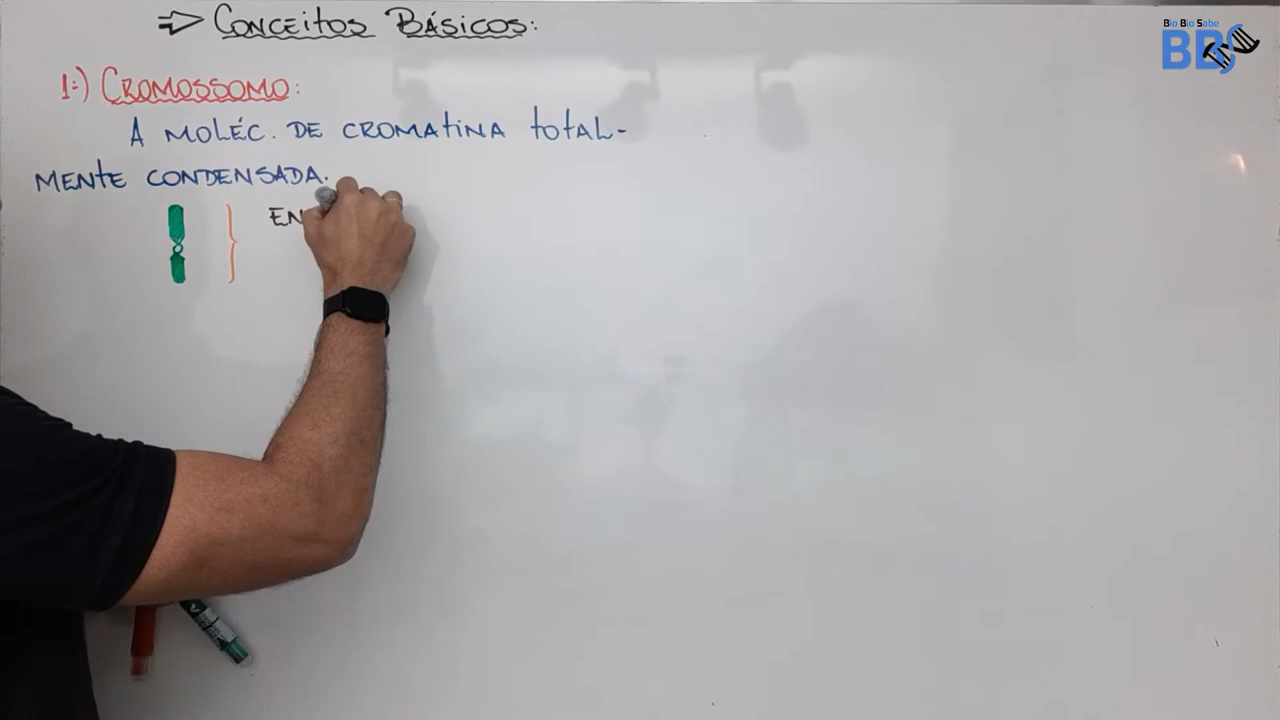 ⇒ Conceitos Básicos:
Bio Bio Sabe
BBS
1-) Cromossomo:
A moléc. de cromatina total-
mente condensada.